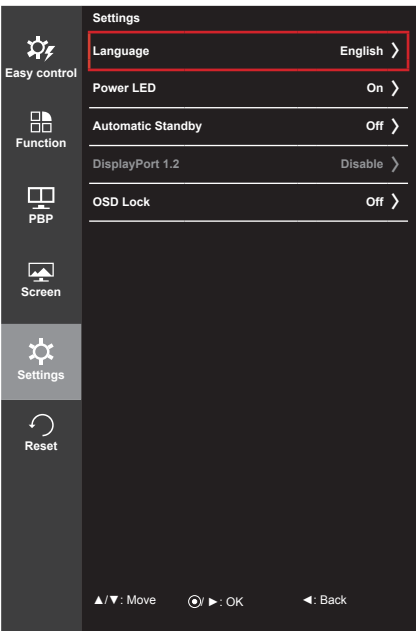 Easy control
Function
PBP
Screen
Settings
Reset
Settings
Language English
Power LED On
Automatic Standby Off
DisplayPort 1.2 Disable
OSD Lock Off
▲/▼: Move ◉/ ►: OK ◄: Back